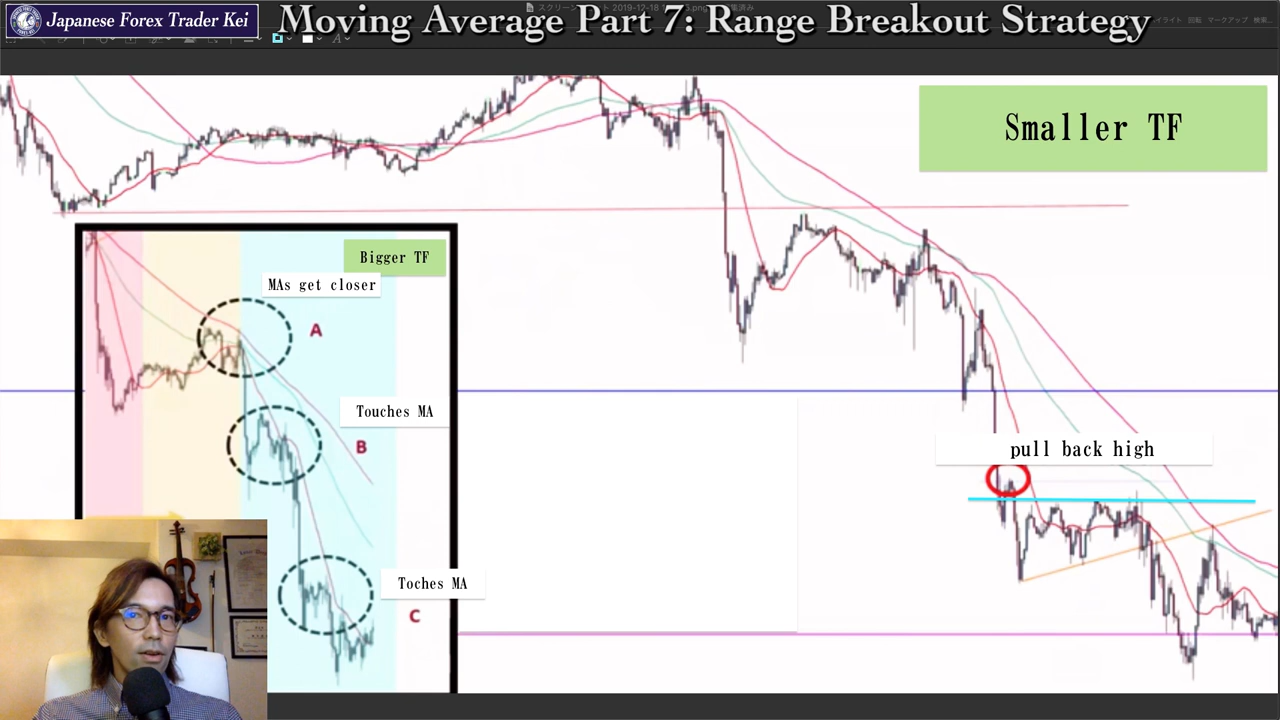 Japanese Forex Trader Kei
Moving Average Part 7: Range Breakout Strategy
Smaller TF
Bigger TF
MAs get closer
A
Touches MA
B
pull back high
Toches MA
C